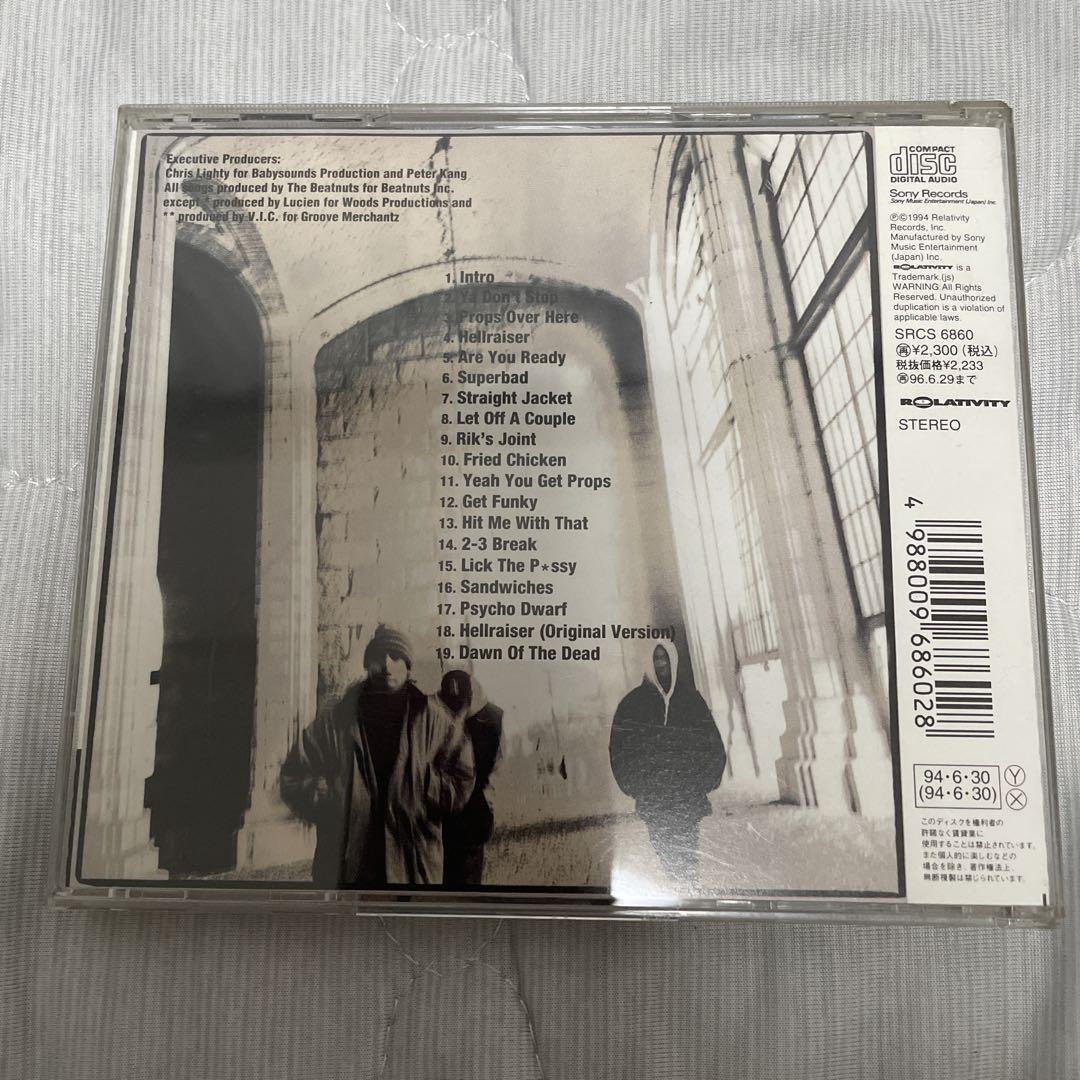 Executive Producers:
Chris Lighty for Babysounds Production and Peter Kang
All songs produced by The Beatnuts for Beatnuts Inc.
except * produced by Lucien for Woods Productions and
** produced by V.I.C. for Groove Merchantz
1. Intro
2. Ya Don't Stop
3. Props Over Here
4. Hellraiser
5. Are You Ready
6. Superbad
7. Straight Jacket
8. Let Off A Couple
9. Rik's Joint
10. Fried Chicken
11. Yeah You Get Props
12. Get Funky
13. Hit Me With That
14. 2-3 Break
15. Lick The P*ssy
16. Sandwiches
17. Psycho Dwarf
18. Hellraiser (Original Version)
19. Dawn Of The Dead
COMPACT
disc
DIGITAL AUDIO
Sony Records
Sony Music Entertainment (Japan) Inc.
Ⓟ©1994 Relativity
Records, Inc.
Manufactured by Sony
Music Entertainment
(Japan) Inc.
RELATIVITY is a
Trademark.(js)
WARNING:All Rights
Reserved. Unauthorized
duplication is a violation of
applicable laws.
SRCS 6860
㊢¥2,300 (税込)
税抜価格¥2,233
㊢96.6.29まで
RELATIVITY
STEREO
4 988009 686028
94・6・30 Ⓨ
(94・6・30) Ⓧ
このディスクを権利者の
許諾なく賃貸業に
使用することは禁止されています。
また個人的に楽しむなどの
場合を除き、著作権法上、
無断複製は禁じられています。